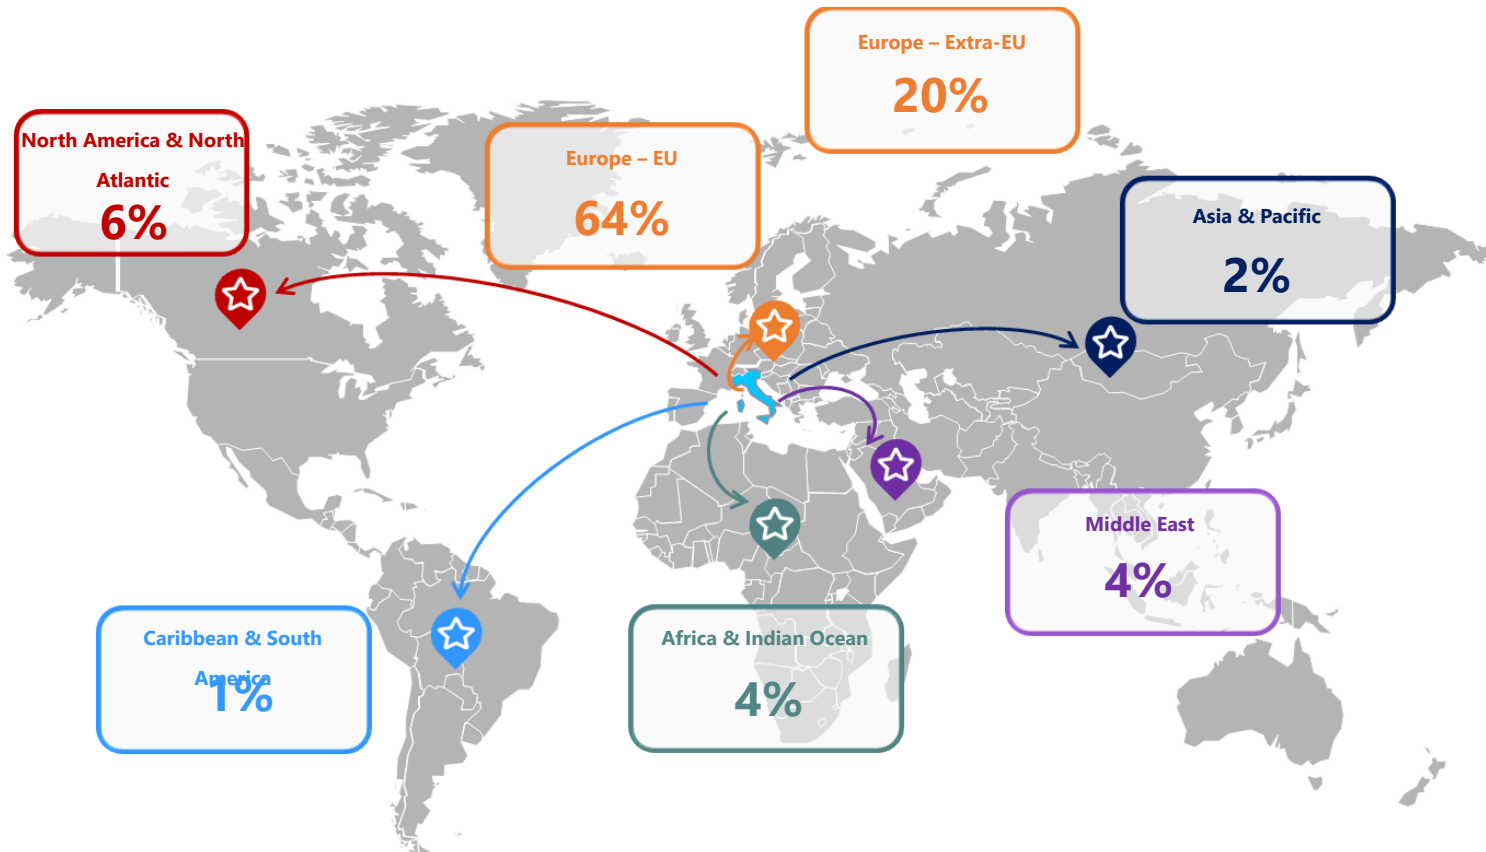 Europe – Extra-EU
20%
North America & North
Atlantic
6%
Europe – EU
64%
Asia & Pacific
2%
Middle East
4%
Caribbean & South
America
1%
Africa & Indian Ocean
4%